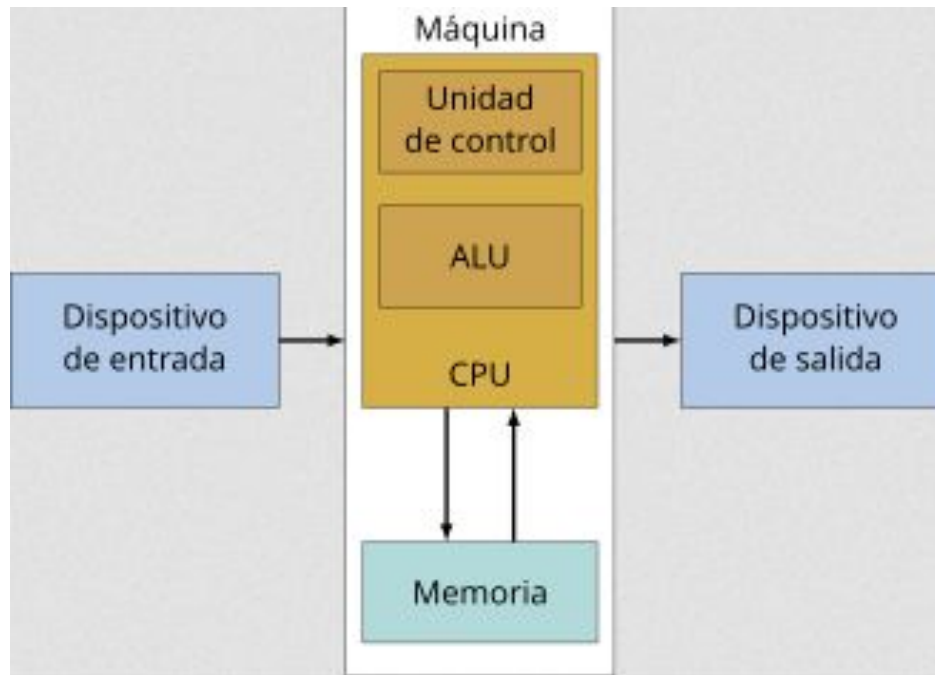 Máquina
Unidad
de control
ALU
CPU
Dispositivo
de entrada
Dispositivo
de salida
Memoria